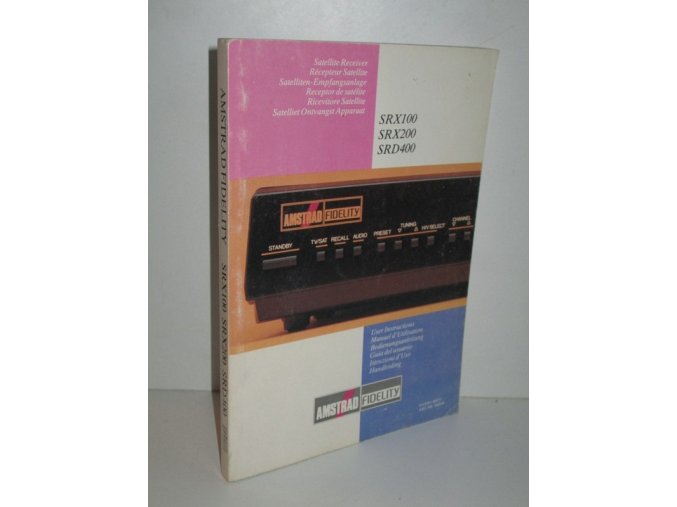 Satellite Receiver
Récepteur Satellite
Satelliten-Empfangsanlage
Receptor de satélite
Ricevitore Satellite
Satelliet Ontvangst Apparaat
SRX100
SRX200
SRD400
AMSTRAD FIDELITY
STANDBY
TV/SAT RECALL AUDIO PRESET TUNING H/V SELECT CHANNEL
User Instructions
Manuel d'Utilisation
Bedienungsanleitung
Guia del usuario
Istruzioni d'Uso
Handleiding
AMSTRAD FIDELITY
AMSTRAD FIDELITY SRX100 SRX200 SRD400